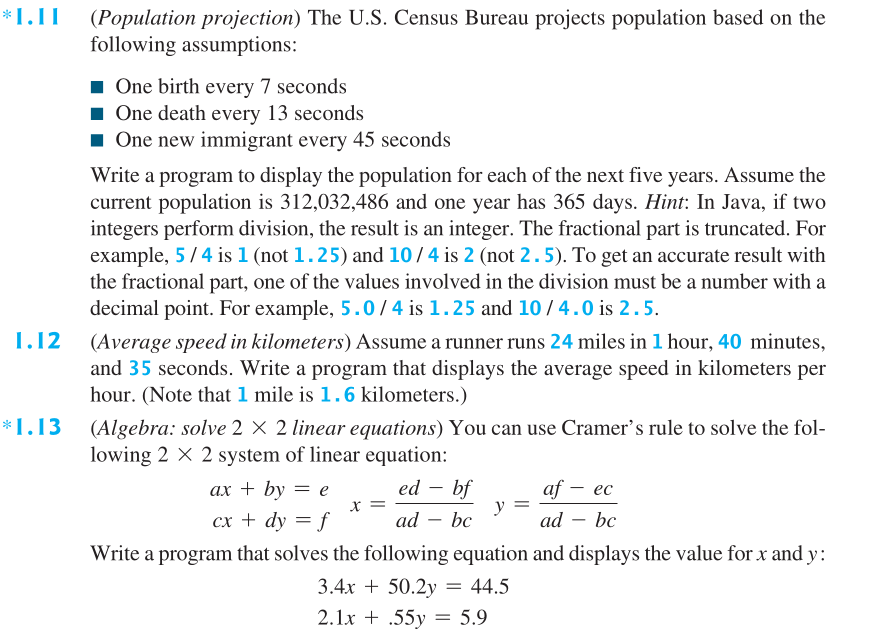 *1.11 (Population projection) The U.S. Census Bureau projects population based on the
following assumptions:
■ One birth every 7 seconds
■ One death every 13 seconds
■ One new immigrant every 45 seconds
Write a program to display the population for each of the next five years. Assume the
current population is 312,032,486 and one year has 365 days. Hint: In Java, if two
integers perform division, the result is an integer. The fractional part is truncated. For
example, 5 / 4 is 1 (not 1.25) and 10 / 4 is 2 (not 2.5). To get an accurate result with
the fractional part, one of the values involved in the division must be a number with a
decimal point. For example, 5.0 / 4 is 1.25 and 10 / 4.0 is 2.5.
1.12 (Average speed in kilometers) Assume a runner runs 24 miles in 1 hour, 40 minutes,
and 35 seconds. Write a program that displays the average speed in kilometers per
hour. (Note that 1 mile is 1.6 kilometers.)
*1.13 (Algebra: solve 2 × 2 linear equations) You can use Cramer's rule to solve the fol-
lowing 2 × 2 system of linear equation:
ax + by = e
cx + dy = f
x = ed − bf / ad − bc
y = af − ec / ad − bc
Write a program that solves the following equation and displays the value for x and y:
3.4x + 50.2y = 44.5
2.1x + .55y = 5.9